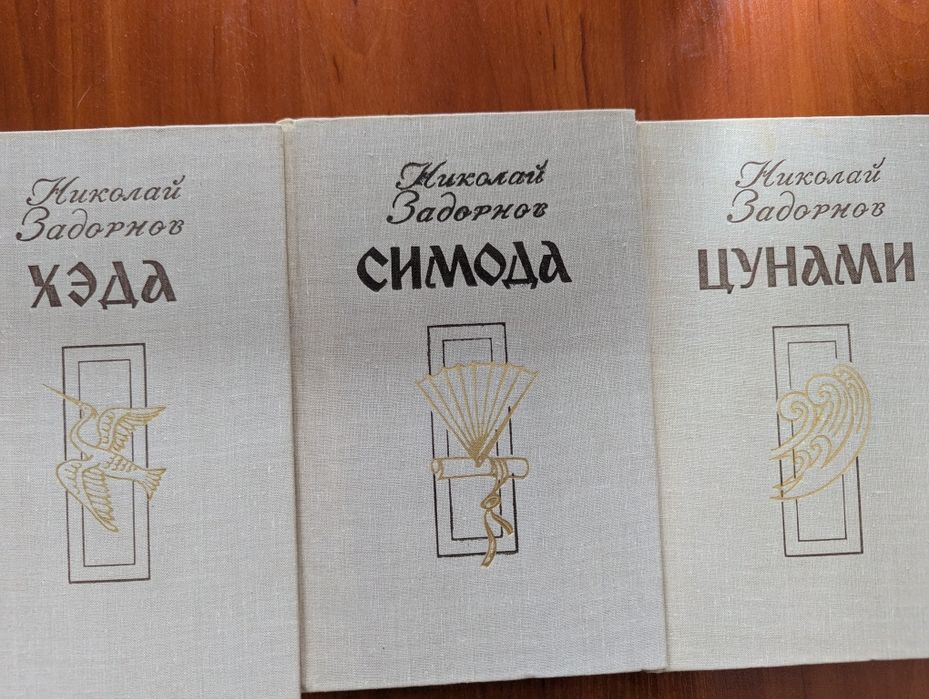 Николай
Задорнов
ХЭДА
Николай
Задорнов
СИМОДА
Николай
Задорнов
ЦУНАМИ